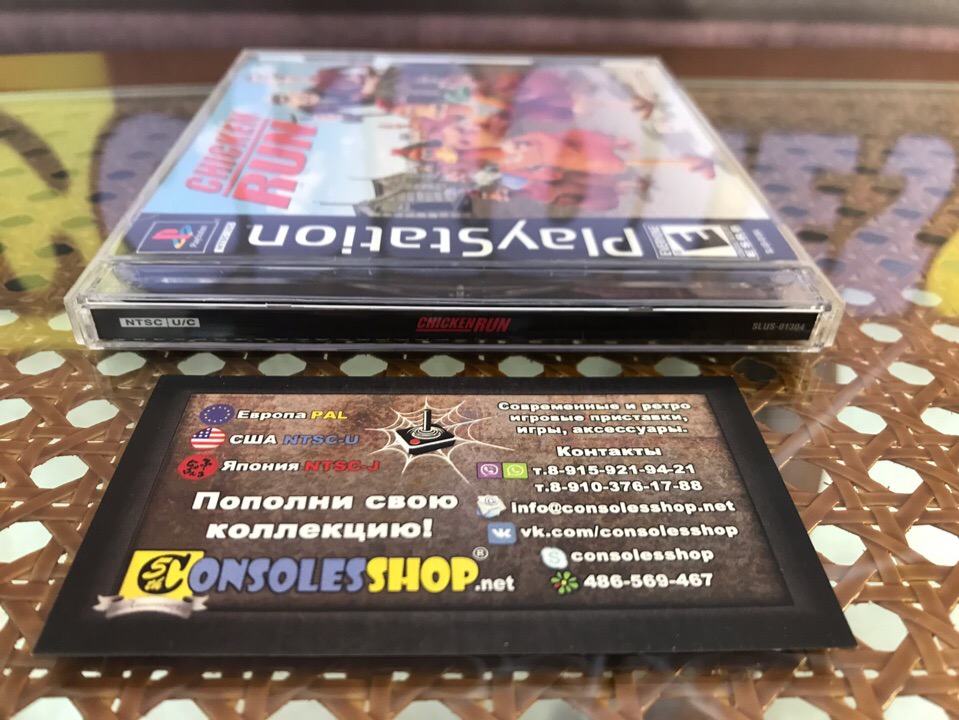 CHICKEN
RUN
PlayStation
EVERYONE
E
NTSC U/C
CHICKEN RUN
SLUS-01304
Европа PAL
США NTSC-U
Япония NTSC-J
Пополни свою
коллекцию!
CONSOLESSHOP®.net
Современные и ретро
игровые приставки,
игры, аксессуары.
Контакты
т.8-915-921-94-21
т.8-910-376-17-88
info@consolesshop.net
vk.com/consolesshop
consolesshop
486-569-467